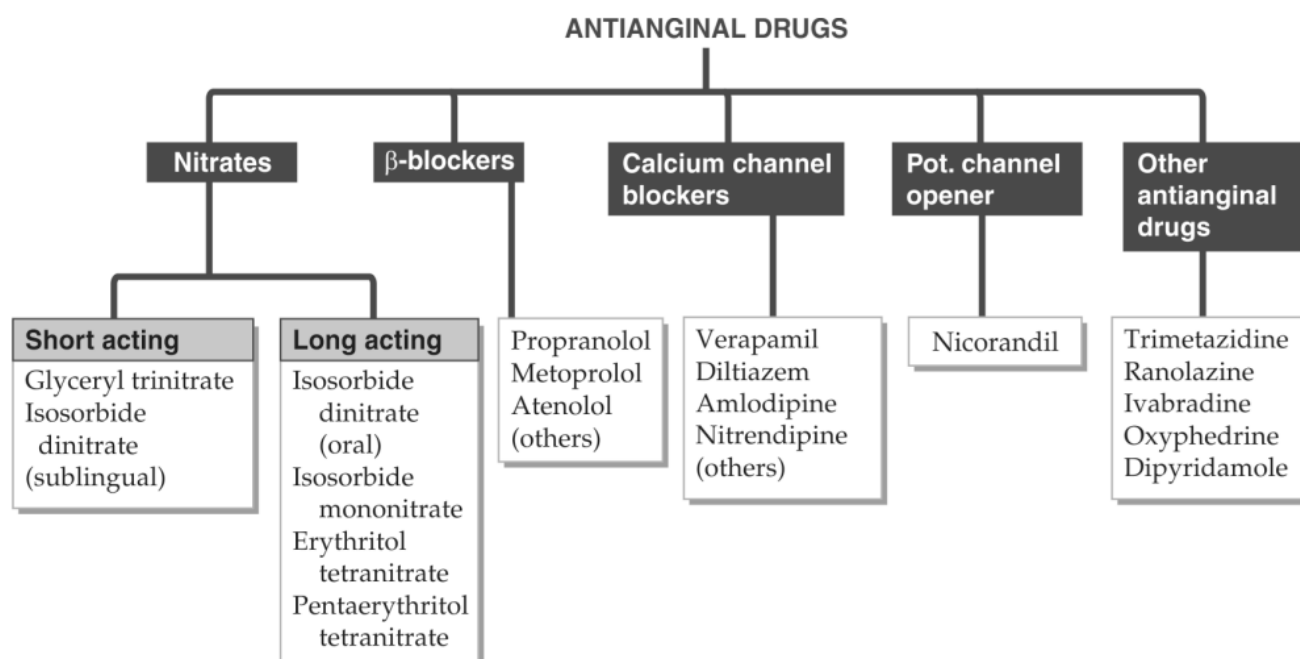 ANTIANGINAL DRUGS
Nitrates
β-blockers
Calcium channel
blockers
Pot. channel
opener
Other
antianginal
drugs
Short acting
Glyceryl trinitrate
Isosorbide
dinitrate
(sublingual)
Long acting
Isosorbide
dinitrate
(oral)
Isosorbide
mononitrate
Erythritol
tetranitrate
Pentaerythritol
tetranitrate
Propranolol
Metoprolol
Atenolol
(others)
Verapamil
Diltiazem
Amlodipine
Nitrendipine
(others)
Nicorandil
Trimetazidine
Ranolazine
Ivabradine
Oxyphedrine
Dipyridamole